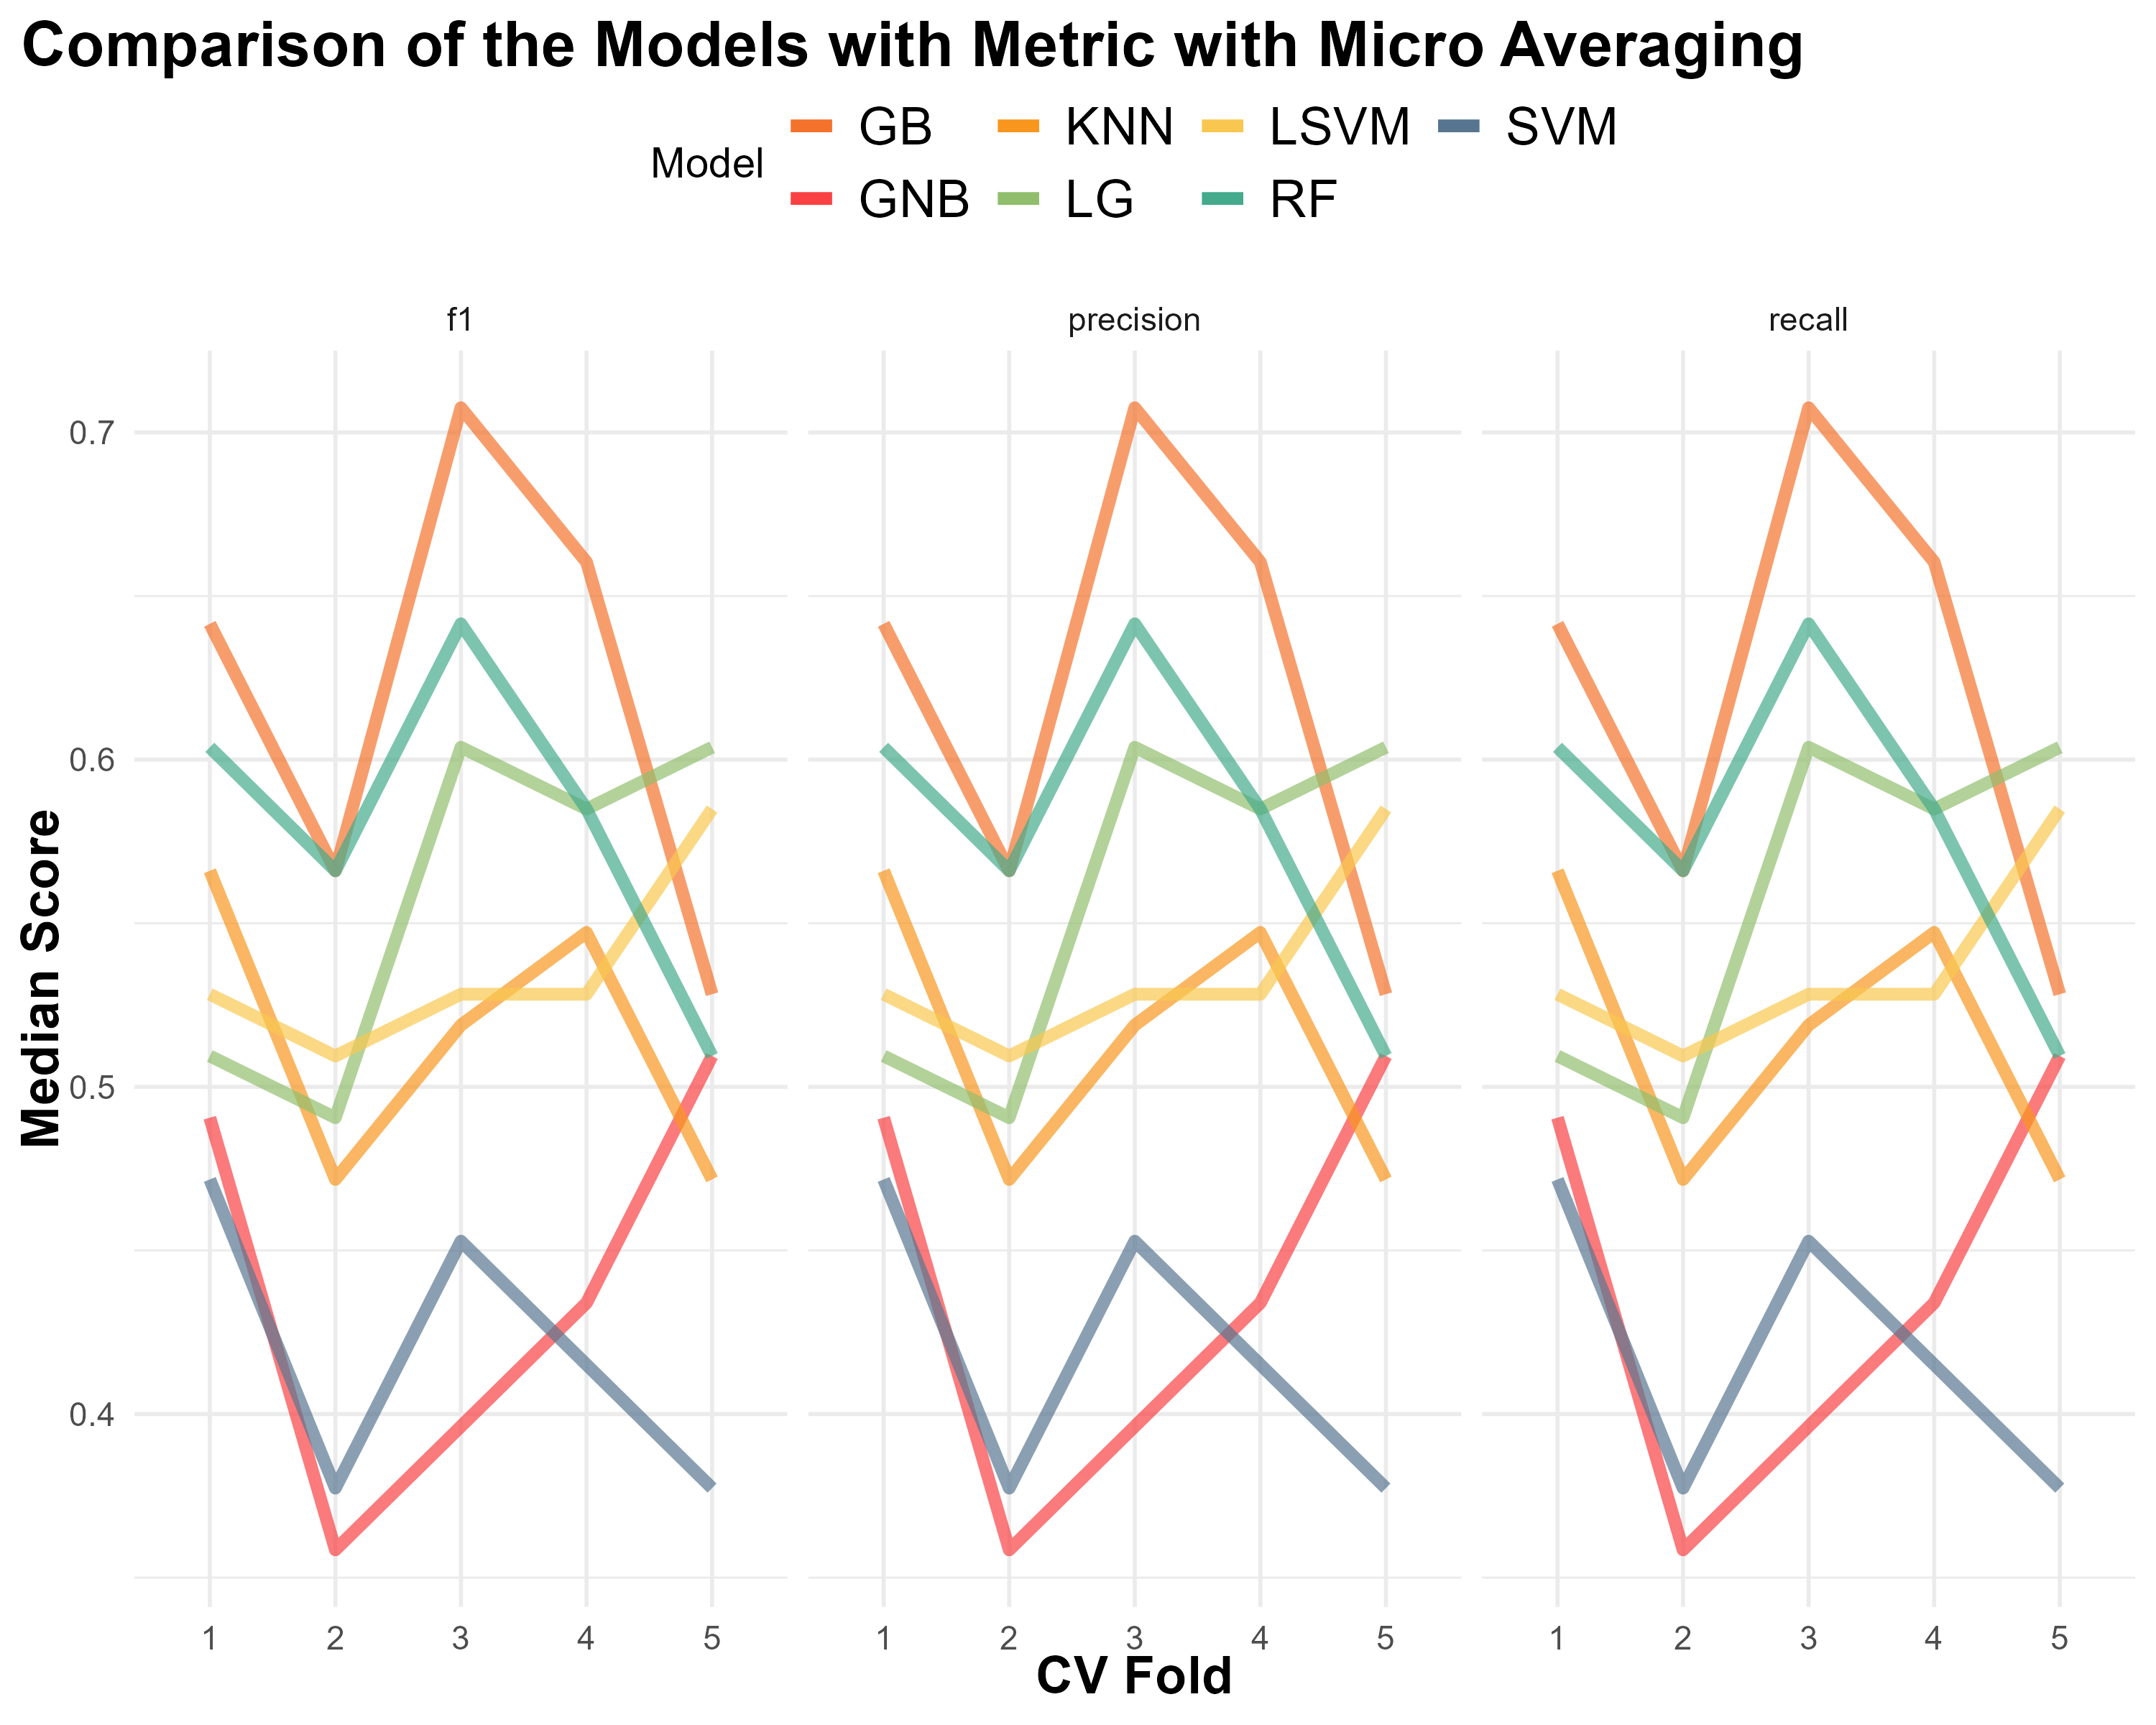 Comparison of the Models with Metric with Micro Averaging
Model
GB KNN LSVM SVM
GNB LG RF
f1 precision recall
Median Score
0.7
0.6
0.5
0.4
1 2 3 4 5 1 2 3 4 5 1 2 3 4 5
CV Fold